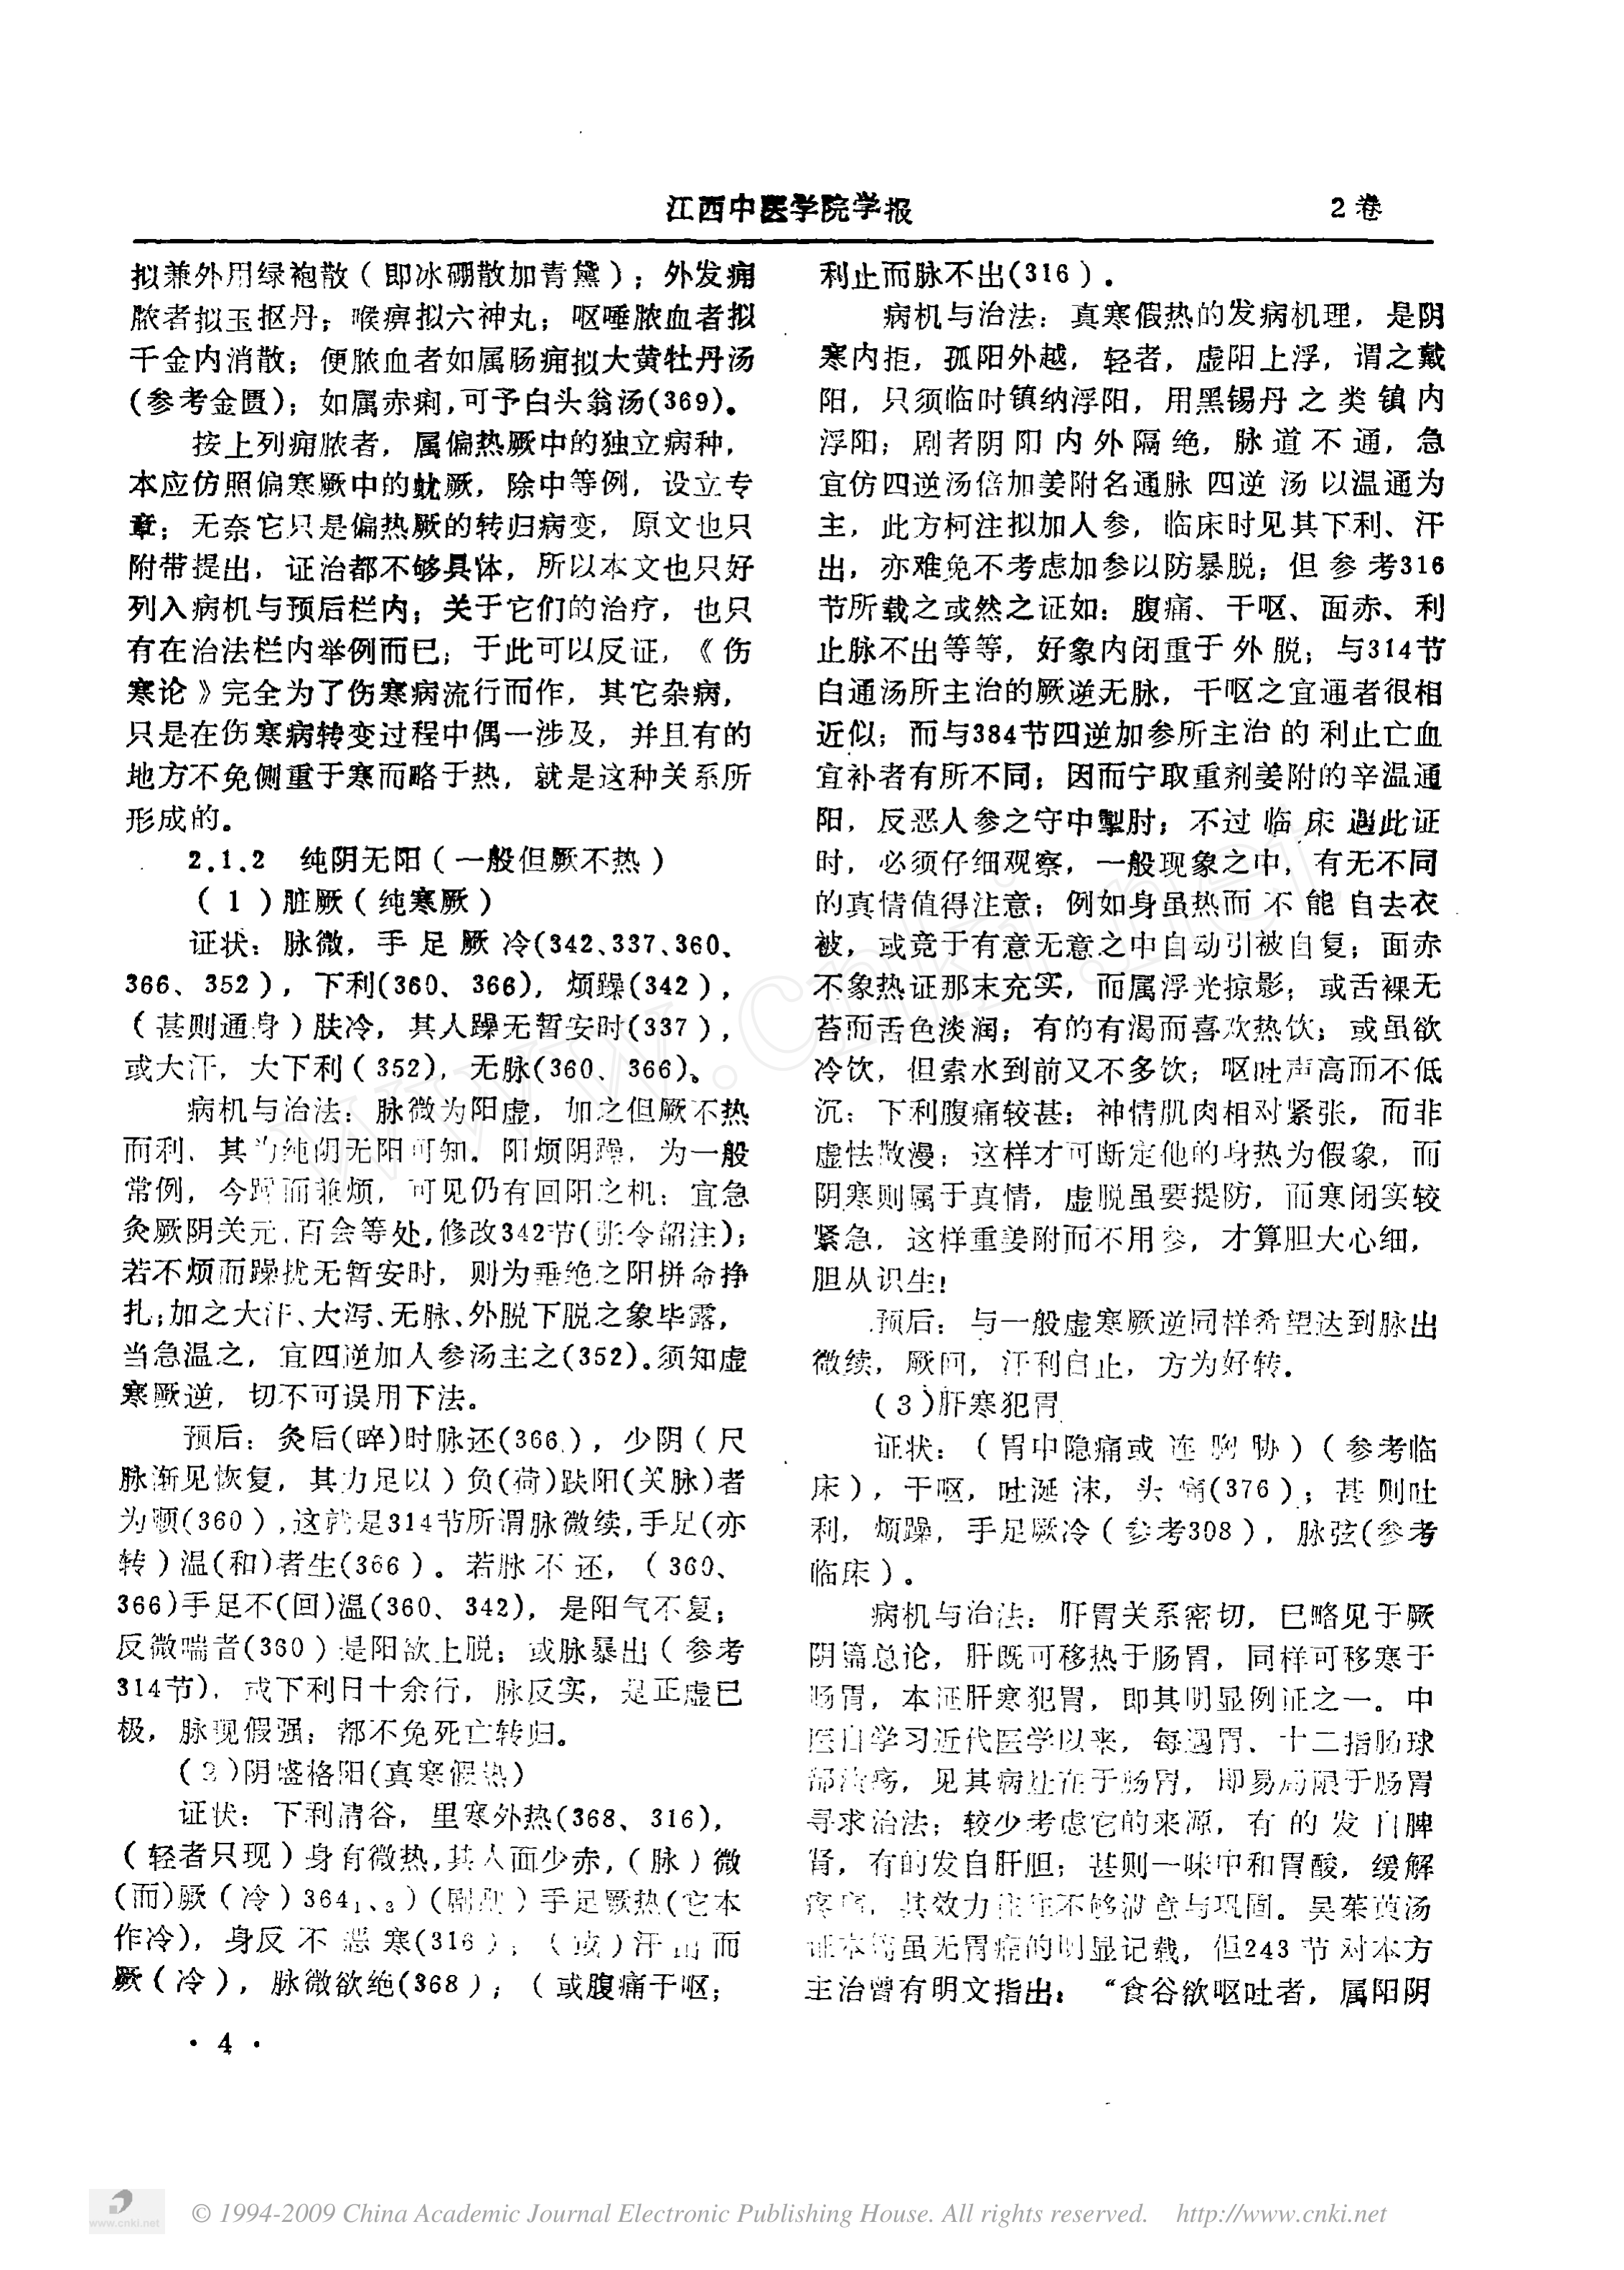 江西中医学院学报
2卷
拟兼外用绿袍散(即冰硼散加青黛);外发痈
脓者拟玉抠丹;喉痹拟六神丸;呕唾脓血者拟
千金内消散;便脓血者如属肠痈拟大黄牡丹汤
(参考金匮);如属赤痢,可予白头翁汤(369)。
按上列痈脓者,属偏热厥中的独立病种,
本应仿照偏寒厥中的蚘厥,除中等例,设立专
章;无奈它只是偏热厥的转归病变,原文也只
附带提出,证治都不够具体,所以本文也只好
列入病机与预后栏内;关于它们的治疗,也只
有在治法栏内举例而已;于此可以反证,《伤
寒论》完全为了伤寒病流行而作,其它杂病,
只是在伤寒病转变过程中偶一涉及,并且有的
地方不免侧重于寒而略于热,就是这种关系所
形成的。
2.1.2 纯阴无阳(一般但厥不热)
(1)脏厥(纯寒厥)
证状:脉微,手足厥冷(342、337、360、
366、352),下利(360、366),烦躁(342),
(甚则通身)肤冷,其人躁无暂安时(337),
或大汗,大下利(352),无脉(360、366)。
病机与治法:脉微为阳虚,加之但厥不热
而利,其为纯阴无阳可知。阳烦阴躁,为一般
常例,今躁而兼烦,可见仍有回阳之机;宜急
灸厥阴关元、百会等处,修改342节(张令韶注);
若不烦而躁扰无暂安时,则为垂绝之阳拼命挣
扎;加之大汗、大泻、无脉、外脱下脱之象毕露,
当急温之,宜四逆加人参汤主之(352)。须知虚
寒厥逆,切不可误用下法。
预后:灸后(晬)时脉还(366),少阴(尺
脉渐见恢复,其力足以)负(荷)趺阳(关脉)者
为顺(360),这就是314节所谓脉微续,手足(亦
转)温(和)者生(366)。若脉不还,(360、
366)手足不(回)温(360、342),是阳气不复;
反微喘者(360)是阳欲上脱;或脉暴出(参考
314节),或下利日十余行,脉反实,是正虚已
极,脉现假强;都不免死亡转归。
(2)阴盛格阳(真寒假热)
证状:下利清谷,里寒外热(368、316),
(轻者只现)身有微热,其人面少赤,(脉)微
(而)厥(冷)364₁、₃)(剧则)手足厥热(它本
作冷),身反不恶寒(316);(或)汗出而
厥(冷),脉微欲绝(368);(或腹痛干呕;
利止而脉不出(316)。
病机与治法:真寒假热的发病机理,是阴
寒内拒,孤阳外越,轻者,虚阳上浮,谓之戴
阳,只须临时镇纳浮阳,用黑锡丹之类镇内
浮阳;剧者阴阳内外隔绝,脉道不通,急
宜仿四逆汤倍加姜附名通脉四逆汤以温通为
主,此方柯注拟加人参,临床时见其下利、汗
出,亦难免不考虑加参以防暴脱;但参考316
节所载之或然之证如:腹痛、干呕、面赤、利
止脉不出等等,好象内闭重于外脱;与314节
白通汤所主治的厥逆无脉,干呕之宜通者很相
近似;而与384节四逆加参所主治的利止亡血
宜补者有所不同;因而宁取重剂姜附的辛温通
阳,反恶人参之守中掣肘;不过临床遇此证
时,必须仔细观察,一般现象之中,有无不同
的真情值得注意;例如身虽热而不能自去衣
被,或竞于有意无意之中自动引被自复;面赤
不象热证那末充实,而属浮光掠影;或舌裸无
苔而舌色淡润;有的有渴而喜欢热饮;或虽欲
冷饮,但索水到前又不多饮;呕吐声高而不低
沉;下利腹痛较甚;神情肌肉相对紧张,而非
虚怯散漫;这样才可断定他的身热为假象,而
阴寒则属于真情,虚脱虽要提防,而寒闭实较
紧急,这样重姜附而不用参,才算胆大心细,
胆从识生!
预后:与一般虚寒厥逆同样希望达到脉出
微续,厥回,汗利自止,方为好转。
(3)肝寒犯胃
证状:(胃中隐痛或连胸胁)(参考临
床),干呕,吐涎沫,头痛(376);甚则吐
利,烦躁,手足厥冷(参考308),脉弦(参考
临床)。
病机与治法:肝胃关系密切,已略见于厥
阴篇总论,肝既可移热于肠胃,同样可移寒于
肠胃,本证肝寒犯胃,即其明显例证之一。中
医自学习近代医学以来,每遇胃、十二指肠球
部溃疡,见其病灶在于肠胃,即易局限于肠胃
寻求治法;较少考虑它的来源,有的发自脾
肾,有的发自肝胆;甚则一味中和胃酸,缓解
疼痛,其效力往往不够满意与巩固。吴茱萸汤
证本篇虽无胃痛的明显记载,但243节对本方
主治曾有明文指出:“食谷欲呕吐者,属阳阴
·4·
www.cnki.net
www.cnki.net
© 1994-2009 China Academic Journal Electronic Publishing House. All rights reserved. http://www.cnki.net